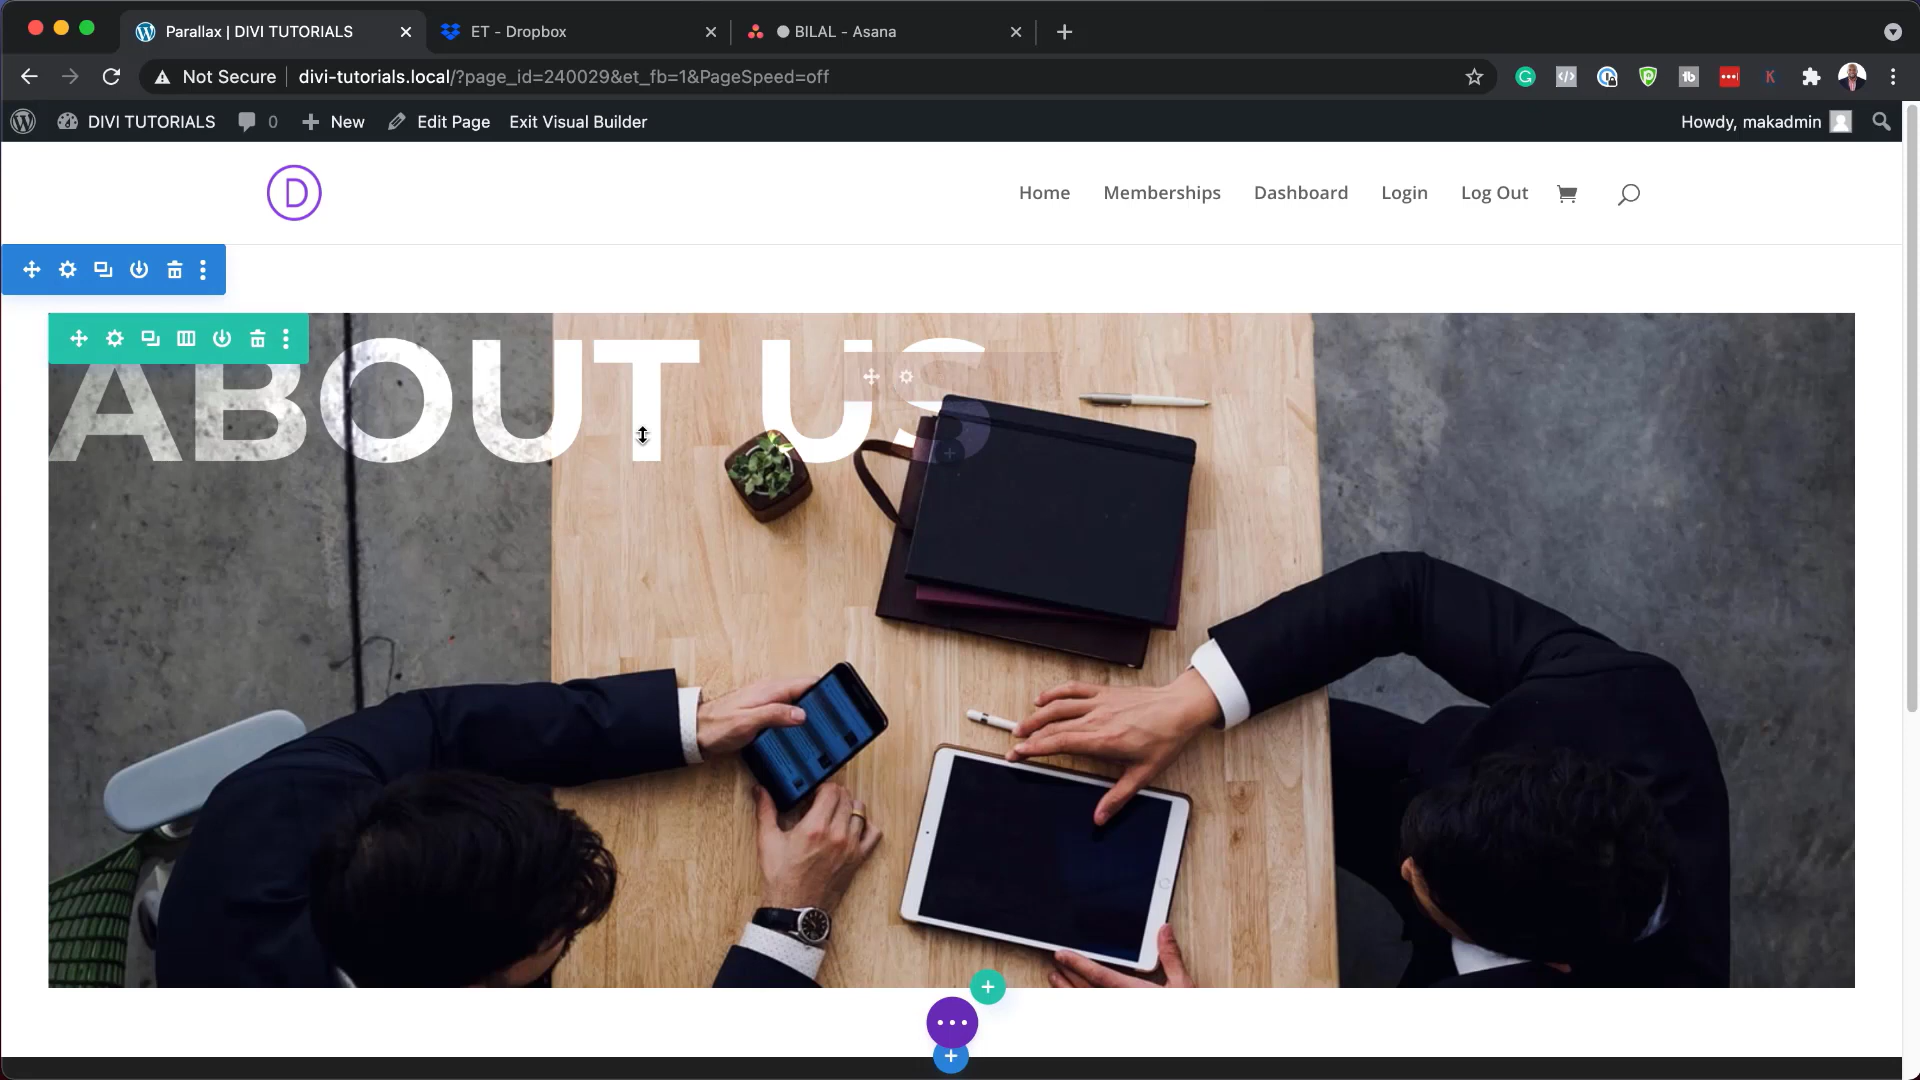 Parallax | DIVI TUTORIALS
ET - Dropbox
BILAL - Asana
Not Secure
divi-tutorials.local/?page_id=240029&et_fb=1&PageSpeed=off
DIVI TUTORIALS
0
New
Edit Page
Exit Visual Builder
Howdy, makadmin
D
Home
Memberships
Dashboard
Login
Log Out
ABOUT US